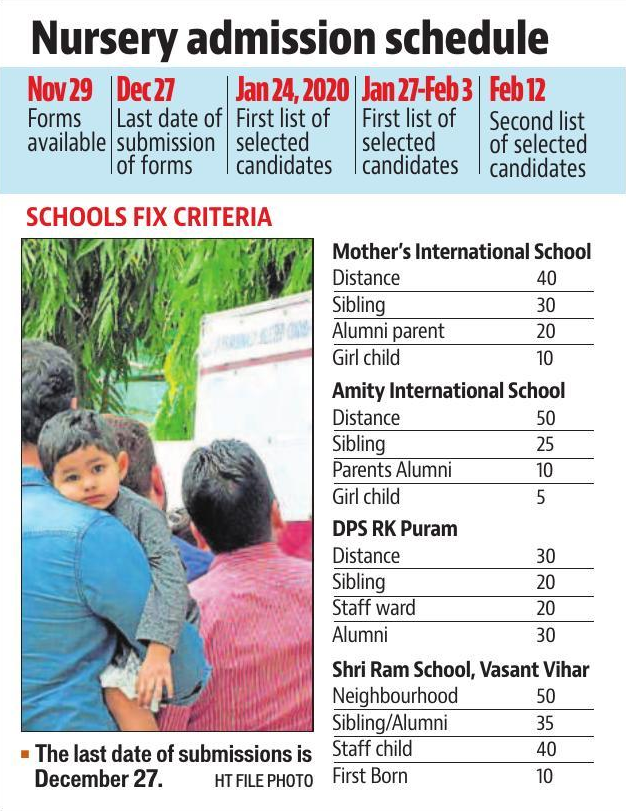 Nursery admission schedule
Nov 29
Forms
available
Dec 27
Last date of
submission
of forms
Jan 24, 2020
First list of
selected
candidates
Jan 27-Feb 3
First list of
selected
candidates
Feb 12
Second list
of selected
candidates
SCHOOLS FIX CRITERIA
Mother's International School
Distance 40
Sibling 30
Alumni parent 20
Girl child 10
Amity International School
Distance 50
Sibling 25
Parents Alumni 10
Girl child 5
DPS RK Puram
Distance 30
Sibling 20
Staff ward 20
Alumni 30
Shri Ram School, Vasant Vihar
Neighbourhood 50
Sibling/Alumni 35
Staff child 40
First Born 10
The last date of submissions is
December 27. HT FILE PHOTO